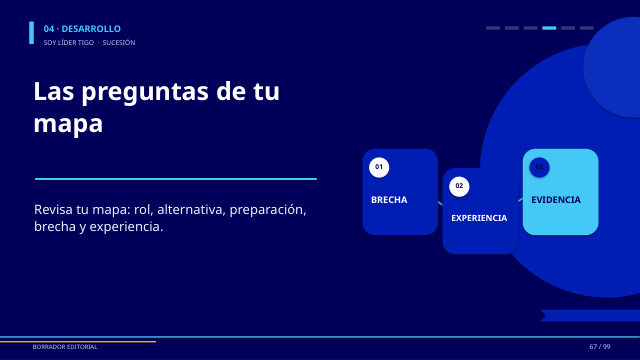 04 · DESARROLLO
SOY LÍDER TIGO · SUCESIÓN
Las preguntas de tu
mapa
Revisa tu mapa: rol, alternativa, preparación,
brecha y experiencia.
01
BRECHA
02
EXPERIENCIA
03
EVIDENCIA
BORRADOR EDITORIAL
67 / 99